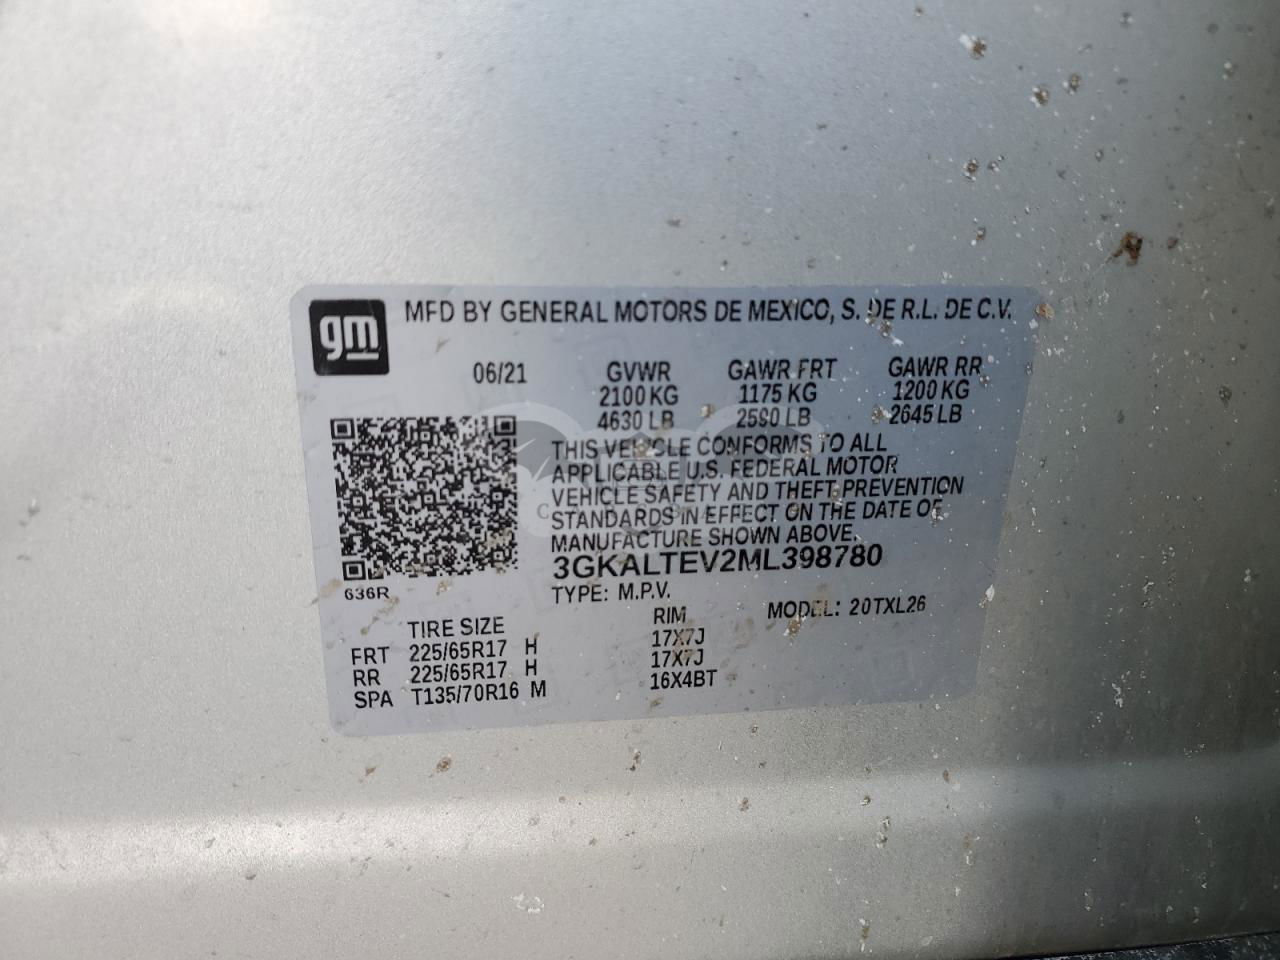 gm
MFD BY GENERAL MOTORS DE MEXICO, S. DE R.L. DE C.V.
06/21 GVWR GAWR FRT GAWR RR
2100 KG 1175 KG 1200 KG
4630 LB 2590 LB 2645 LB
THIS VEHICLE CONFORMS TO ALL
APPLICABLE U.S. FEDERAL MOTOR
VEHICLE SAFETY AND THEFT PREVENTION
STANDARDS IN EFFECT ON THE DATE OF
MANUFACTURE SHOWN ABOVE.
3GKALTEV2ML398780
636R
TYPE: M.P.V. MODEL: 20TXL26
TIRE SIZE RIM
FRT 225/65R17 H 17X7J
RR 225/65R17 H 17X7J
SPA T135/70R16 M 16X4BT